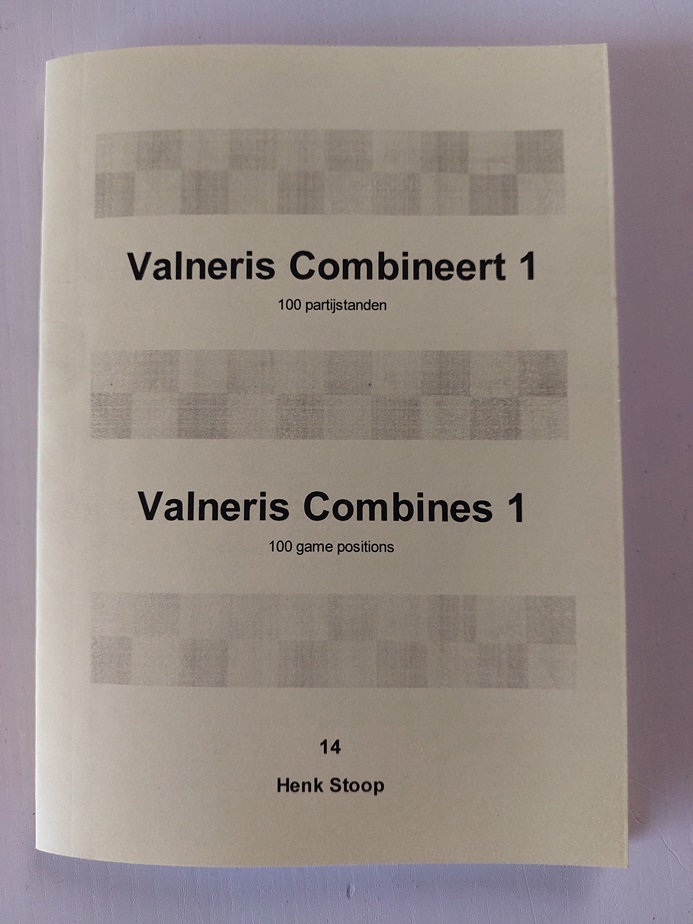 Valneris Combineert 1
100 partijstanden
Valneris Combines 1
100 game positions
14
Henk Stoop